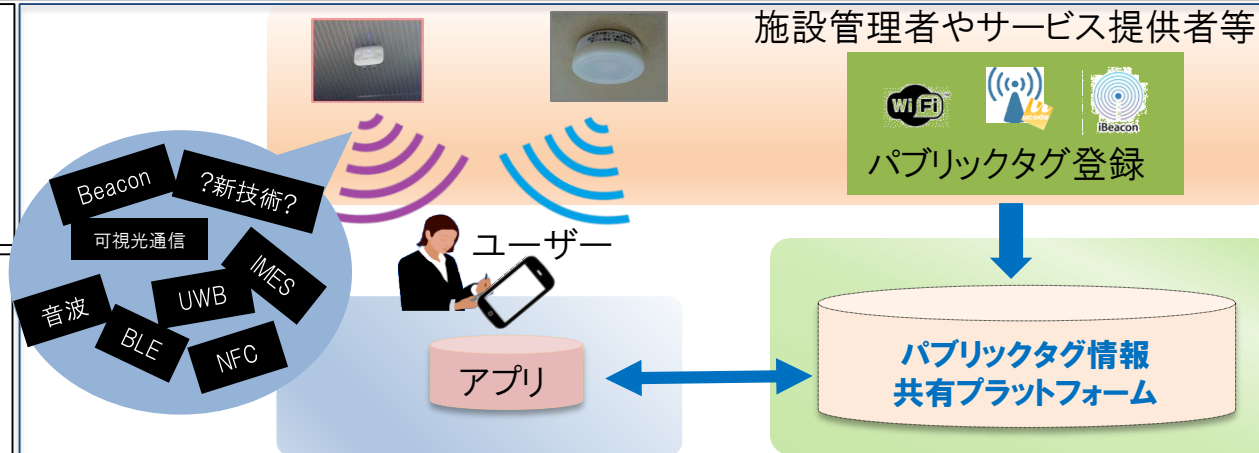 施設管理者やサービス提供者等
Wi Fi
ucode
iBeacon
パブリックタグ登録
Beacon
?新技術?
可視光通信
IMES
音波
UWB
BLE
NFC
ユーザー
アプリ
パブリックタグ情報
共有プラットフォーム